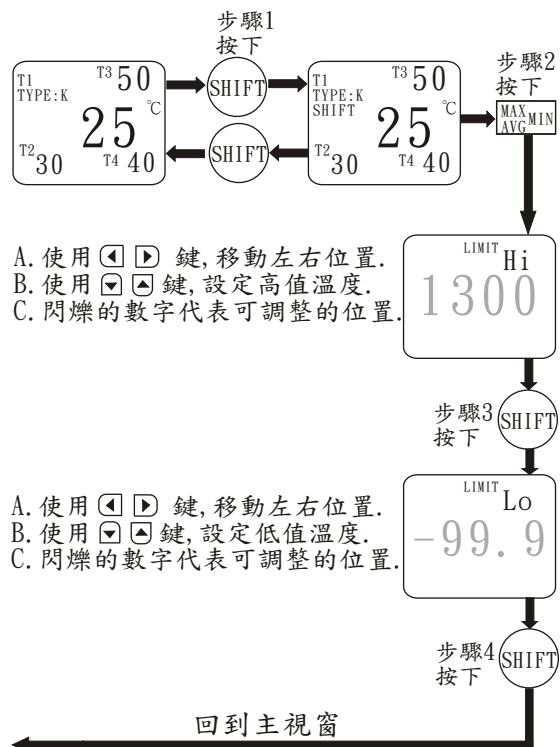 步驟1
按下
步驟2
按下
T1
TYPE:K
T3 50
25 ℃
T2 30
T4 40
SHIFT
SHIFT
T1
TYPE:K
SHIFT
T3 50
25 ℃
T2 30
T4 40
MAX MIN
AVG
A. 使用 ◀ ▶ 鍵, 移動左右位置.
B. 使用 ▼ ▲ 鍵, 設定高值溫度.
C. 閃爍的數字代表可調整的位置.
LIMIT Hi
1300
步驟3
按下
SHIFT
A. 使用 ◀ ▶ 鍵, 移動左右位置.
B. 使用 ▼ ▲ 鍵, 設定低值溫度.
C. 閃爍的數字代表可調整的位置.
LIMIT Lo
-99.9
步驟4
按下
SHIFT
回到主視窗